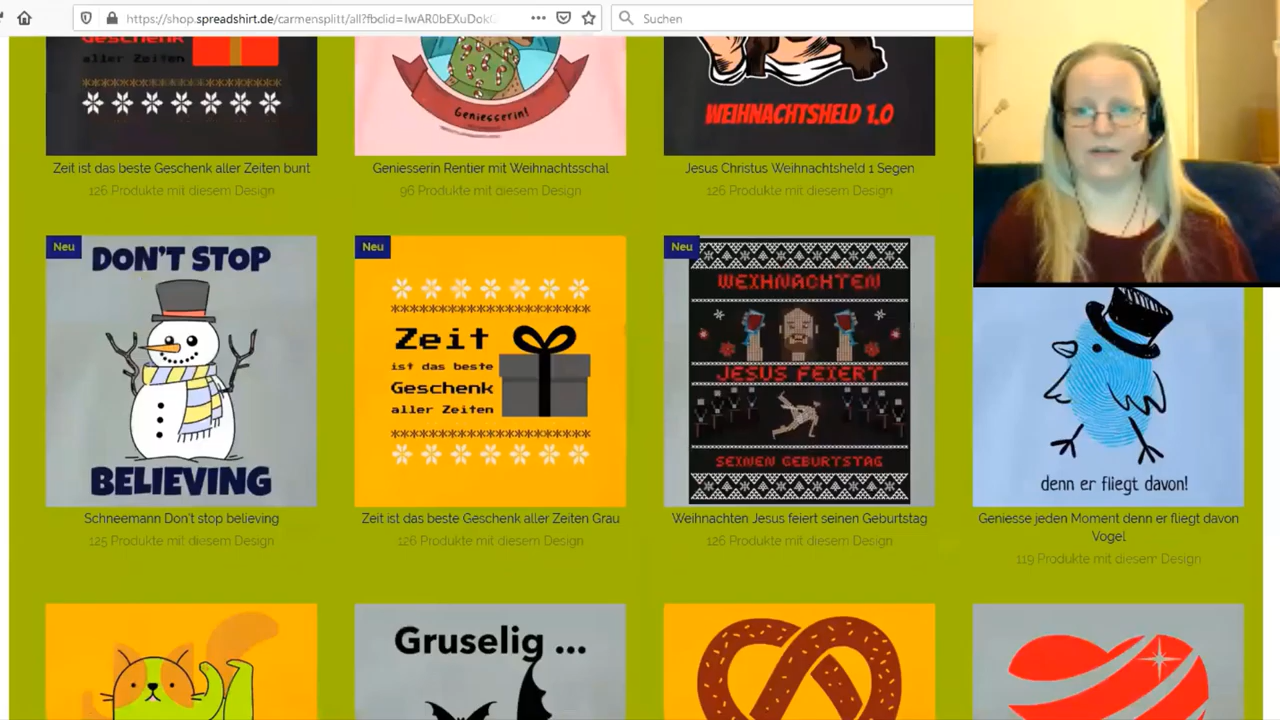 https://shop.spreadshirt.de/carmensplitt/all?fbclid=IwAR0bEXuDok
Suchen
Geschenk
aller Zeiten
Geniesserin!
WEIHNACHTSHELD 1.0
Zeit ist das beste Geschenk aller Zeiten bunt
126 Produkte mit diesem Design
Geniesserin Rentier mit Weihnachtsschal
96 Produkte mit diesem Design
Jesus Christus Weihnachtsheld 1 Segen
126 Produkte mit diesem Design
Neu
DON'T STOP
BELIEVING
Neu
Zeit
ist das beste
Geschenk
aller Zeiten
Neu
WEIHNACHTEN
JESUS FEIERT
SEINEN GEBURTSTAG
denn er fliegt davon!
Schneemann Don't stop believing
125 Produkte mit diesem Design
Zeit ist das beste Geschenk aller Zeiten Grau
126 Produkte mit diesem Design
Weihnachten Jesus feiert seinen Geburtstag
126 Produkte mit diesem Design
Geniesse jeden Moment denn er fliegt davon
Vogel
119 Produkte mit diesem Design
Gruselig ...